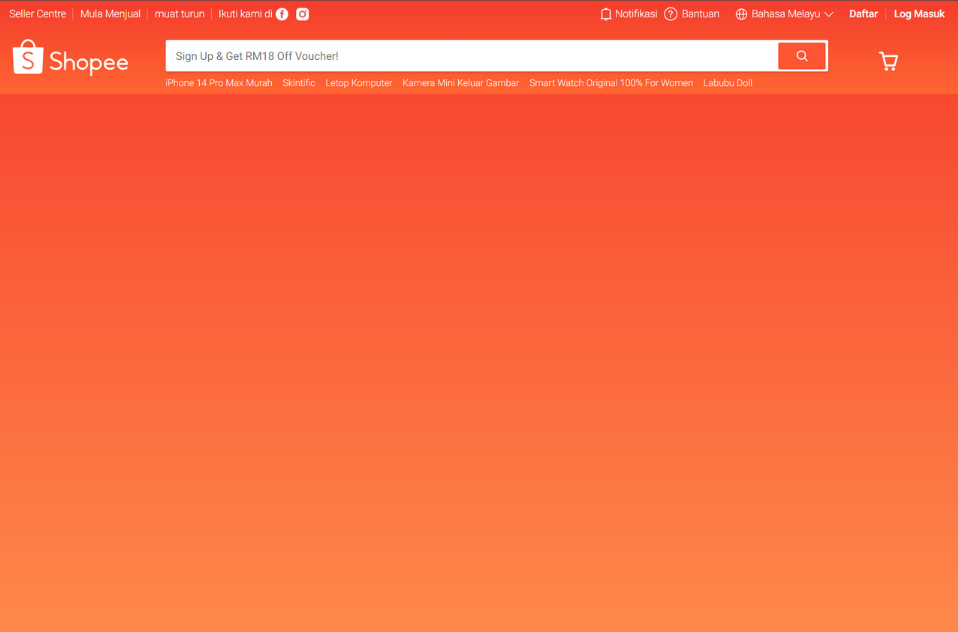 Seller Centre Mula Menjual muat turun Ikuti kami di Notifikasi Bantuan Bahasa Melayu Daftar Log Masuk
Shopee Sign Up & Get RM18 Off Voucher!
iPhone 14 Pro Max Murah Skintific Letop Komputer Kamera Mini Keluar Gambar Smart Watch Original 100% For Women Labubu Doll